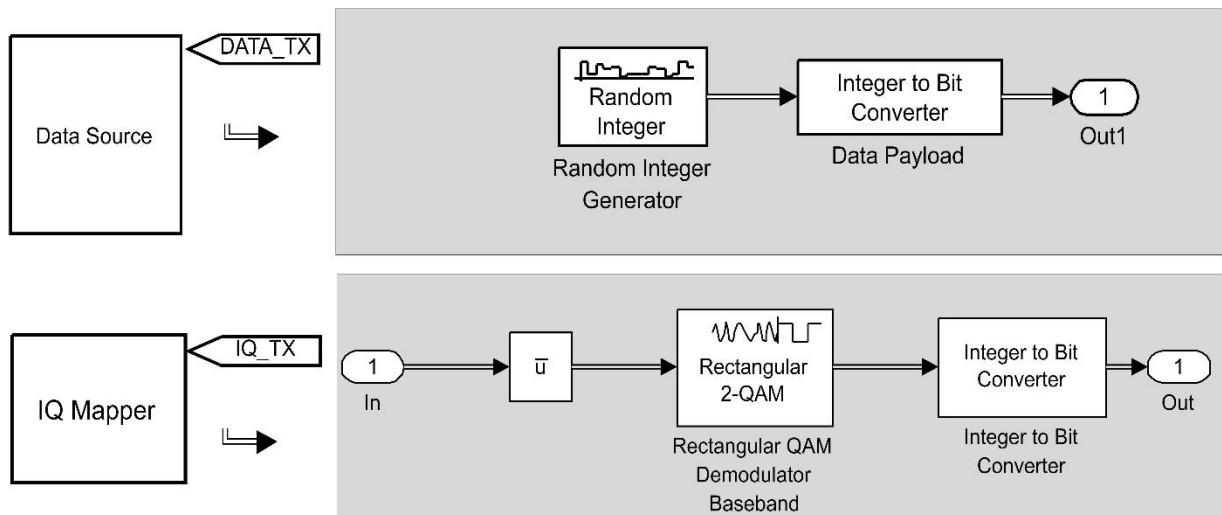 DATA_TX
Data Source
Random
Integer
Random Integer
Generator
Integer to Bit
Converter
Data Payload
1
Out1
IQ_TX
IQ Mapper
1
In
u̅
Rectangular
2-QAM
Rectangular QAM
Demodulator
Baseband
Integer to Bit
Converter
Integer to Bit
Converter
1
Out